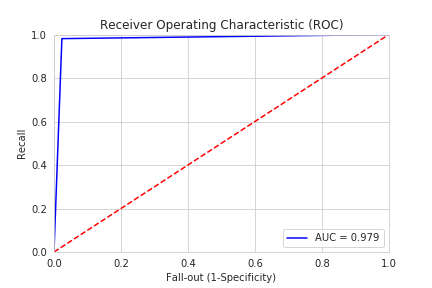 Receiver Operating Characteristic (ROC)
1.0
0.8
0.6
0.4
0.2
0.0
Recall
0.0 0.2 0.4 0.6 0.8 1.0
Fall-out (1-Specificity)
AUC = 0.979